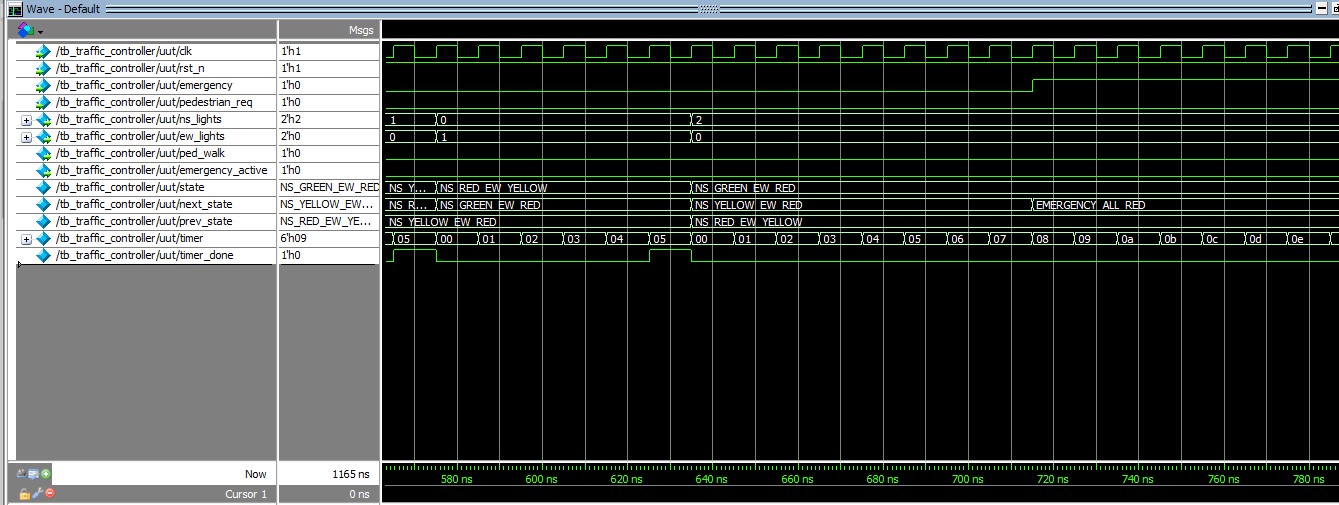 Wave - Default
Msgs
/tb_traffic_controller/uut/clk 1'h1
/tb_traffic_controller/uut/rst_n 1'h1
/tb_traffic_controller/uut/emergency 1'h0
/tb_traffic_controller/uut/pedestrian_req 1'h0
/tb_traffic_controller/uut/ns_lights 2'h2 1 0 2
/tb_traffic_controller/uut/ew_lights 2'h0 0 1 0
/tb_traffic_controller/uut/ped_walk 1'h0
/tb_traffic_controller/uut/emergency_active 1'h0
/tb_traffic_controller/uut/state NS_GREEN_EW_RED NS_Y... NS_RED_EW_YELLOW NS_GREEN_EW_RED
/tb_traffic_controller/uut/next_state NS_YELLOW_EW... NS_R... NS_GREEN_EW_RED NS_YELLOW_EW_RED EMERGENCY_ALL_RED
/tb_traffic_controller/uut/prev_state NS_RED_EW_YE... NS_YELLOW_EW_RED NS_RED_EW_YELLOW
/tb_traffic_controller/uut/timer 6'h09 05 00 01 02 03 04 05 00 01 02 03 04 05 06 07 08 09 0a 0b 0c 0d 0e
/tb_traffic_controller/uut/timer_done 1'h0
Now 1165 ns 580 ns 600 ns 620 ns 640 ns 660 ns 680 ns 700 ns 720 ns 740 ns 760 ns 780 ns
Cursor 1 0 ns